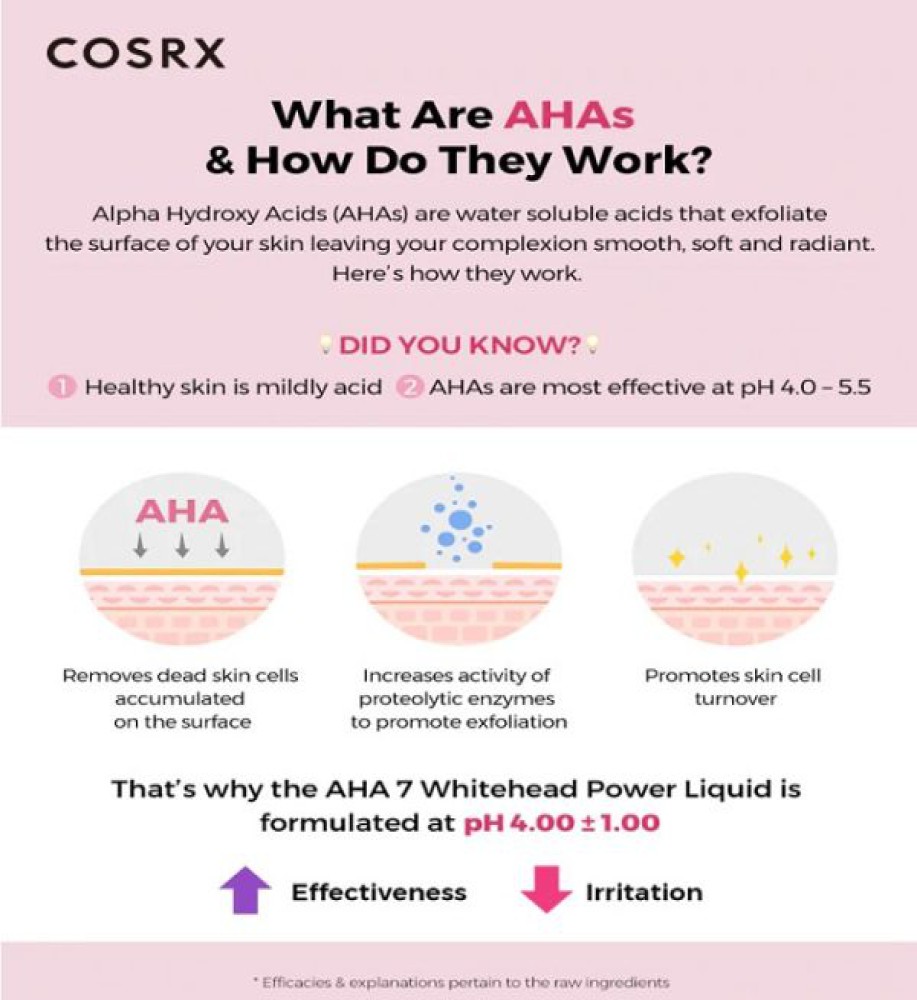 COSRX
What Are AHAs
& How Do They Work?
Alpha Hydroxy Acids (AHAs) are water soluble acids that exfoliate
the surface of your skin leaving your complexion smooth, soft and radiant.
Here's how they work.
DID YOU KNOW?
1 Healthy skin is mildly acid 2 AHAs are most effective at pH 4.0 – 5.5
AHA
Removes dead skin cells
accumulated
on the surface
Increases activity of
proteolytic enzymes
to promote exfoliation
Promotes skin cell
turnover
That's why the AHA 7 Whitehead Power Liquid is
formulated at pH 4.00 ± 1.00
Effectiveness
Irritation
* Efficacies & explanations pertain to the raw ingredients